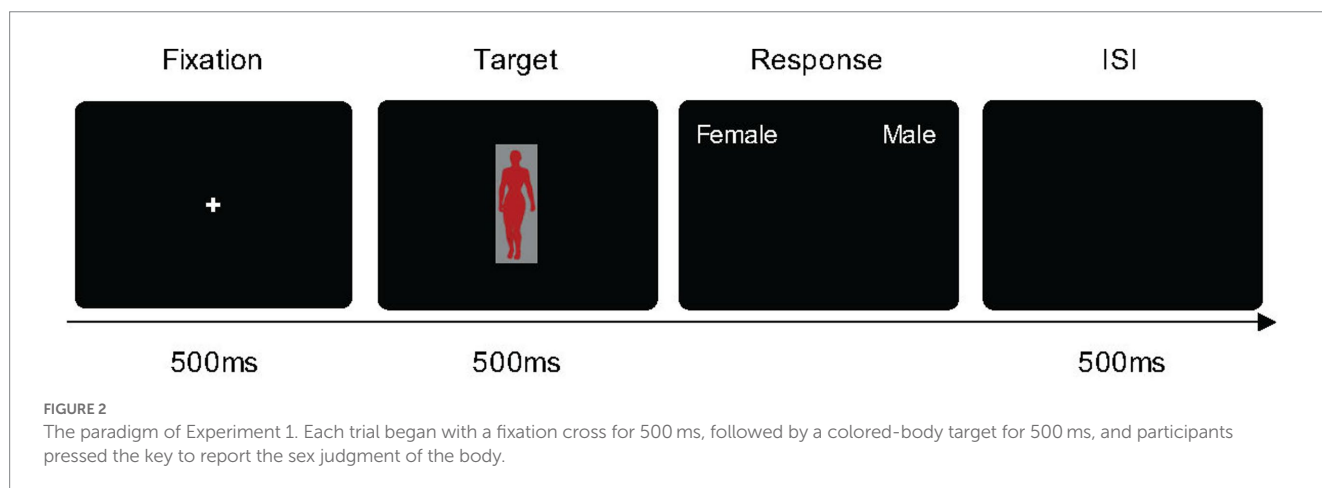 Fixation Target Response ISI
+
Female Male
500ms 500ms 500ms
FIGURE 2
The paradigm of Experiment 1. Each trial began with a fixation cross for 500 ms, followed by a colored-body target for 500 ms, and participants
pressed the key to report the sex judgment of the body.